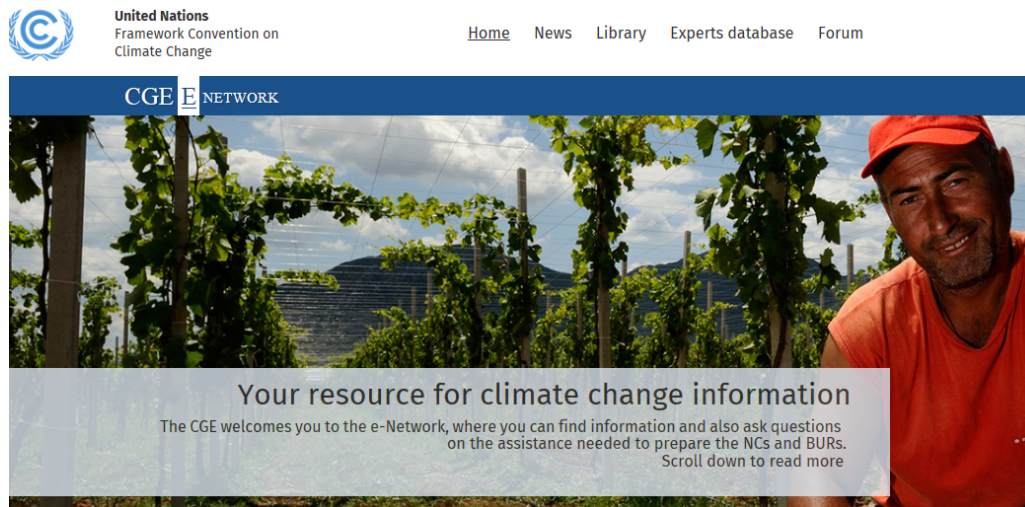 United Nations
Framework Convention on
Climate Change
Home News Library Experts database Forum
CGE E NETWORK
Your resource for climate change information
The CGE welcomes you to the e-Network, where you can find information and also ask questions
on the assistance needed to prepare the NCs and BURs.
Scroll down to read more